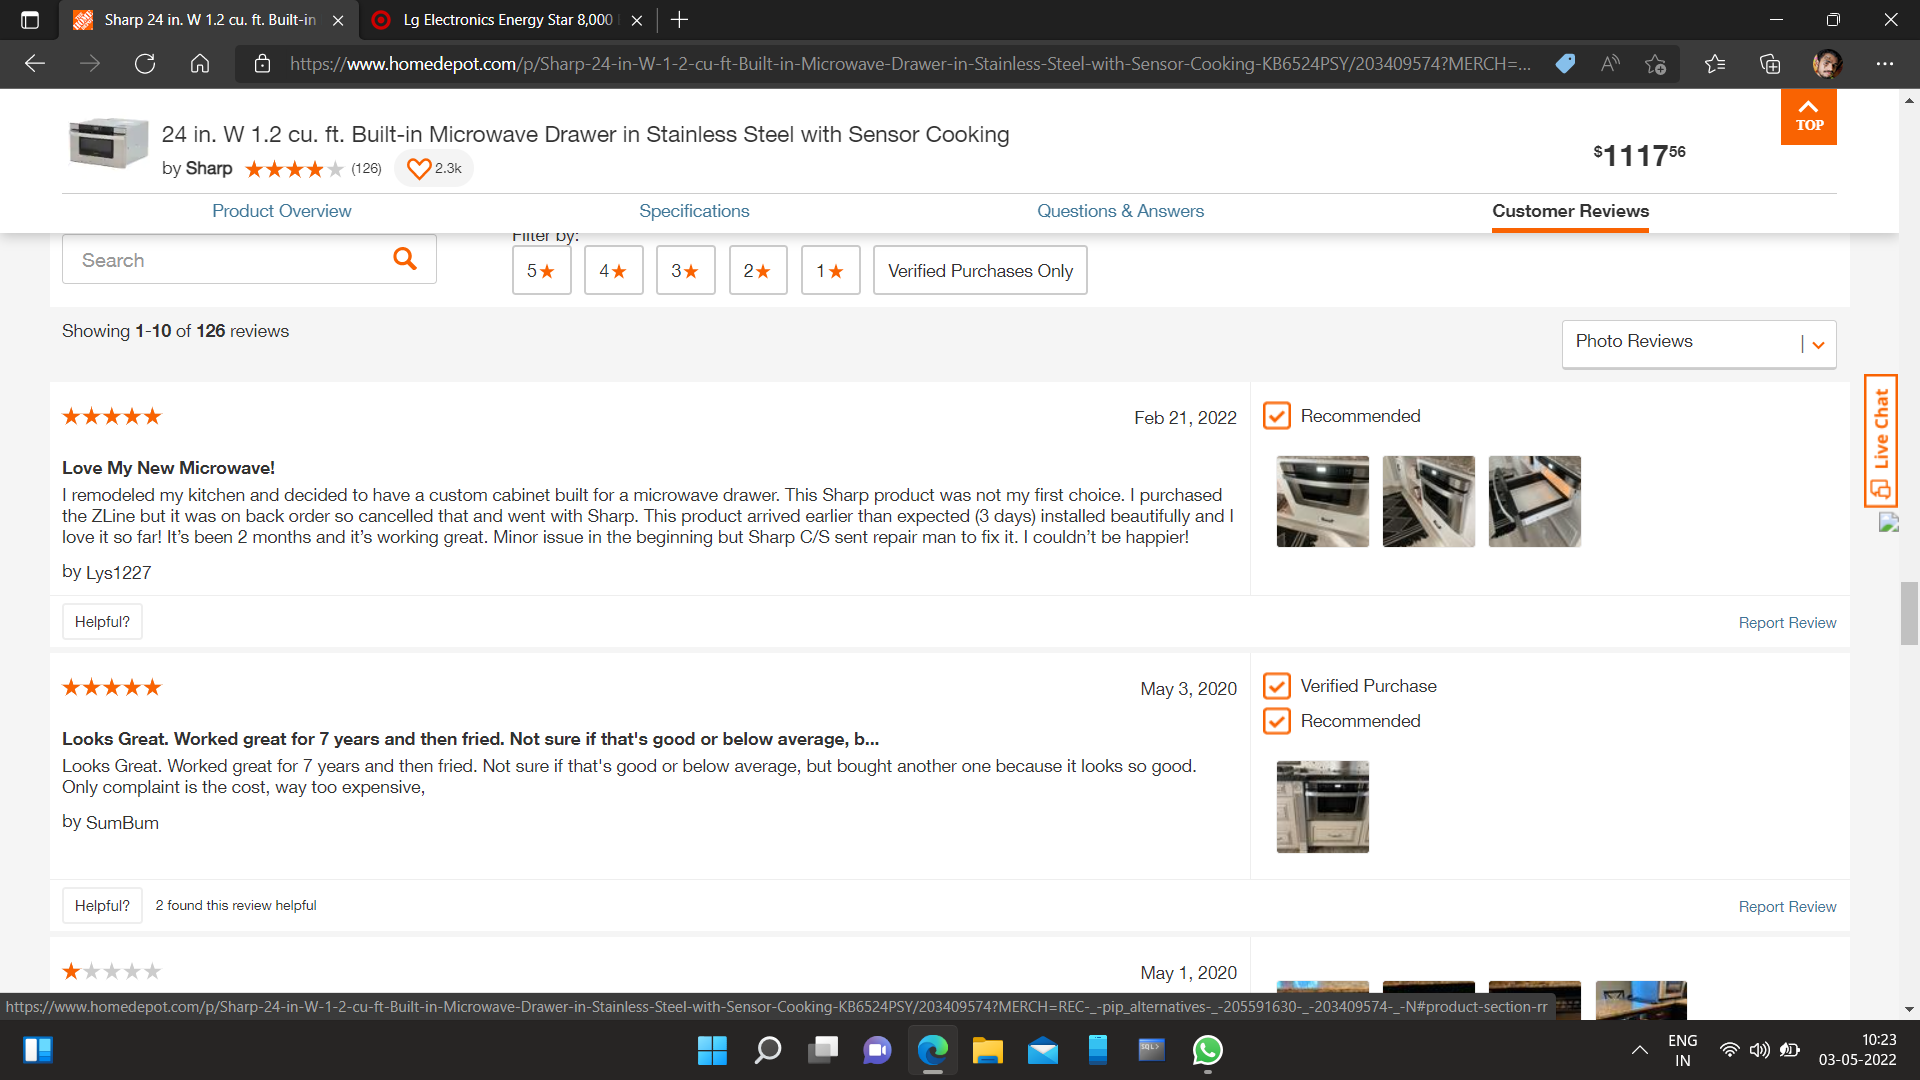 Sharp 24 in. W 1.2 cu. ft. Built-in
Lg Electronics Energy Star 8,000
https://www.homedepot.com/p/Sharp-24-in-W-1-2-cu-ft-Built-in-Microwave-Drawer-in-Stainless-Steel-with-Sensor-Cooking-KB6524PSY/203409574?MERCH=...
24 in. W 1.2 cu. ft. Built-in Microwave Drawer in Stainless Steel with Sensor Cooking
by Sharp (126) 2.3k
$1117 56
TOP
Product Overview Specifications Questions & Answers Customer Reviews
Filter by:
Search
5★ 4★ 3★ 2★ 1★ Verified Purchases Only
Showing 1-10 of 126 reviews
Photo Reviews
Live Chat
Feb 21, 2022
Recommended
Love My New Microwave!
I remodeled my kitchen and decided to have a custom cabinet built for a microwave drawer. This Sharp product was not my first choice. I purchased
the ZLine but it was on back order so cancelled that and went with Sharp. This product arrived earlier than expected (3 days) installed beautifully and I
love it so far! It’s been 2 months and it’s working great. Minor issue in the beginning but Sharp C/S sent repair man to fix it. I couldn’t be happier!
by Lys1227
Helpful?
Report Review
May 3, 2020
Verified Purchase
Recommended
Looks Great. Worked great for 7 years and then fried. Not sure if that's good or below average, b...
Looks Great. Worked great for 7 years and then fried. Not sure if that's good or below average, but bought another one because it looks so good.
Only complaint is the cost, way too expensive,
by SumBum
Helpful? 2 found this review helpful
Report Review
May 1, 2020
https://www.homedepot.com/p/Sharp-24-in-W-1-2-cu-ft-Built-in-Microwave-Drawer-in-Stainless-Steel-with-Sensor-Cooking-KB6524PSY/203409574?MERCH=REC-_-pip_alternatives-_-205591630-_-203409574-_-N#product-section-rr
SQL>
ENG
IN
10:23
03-05-2022